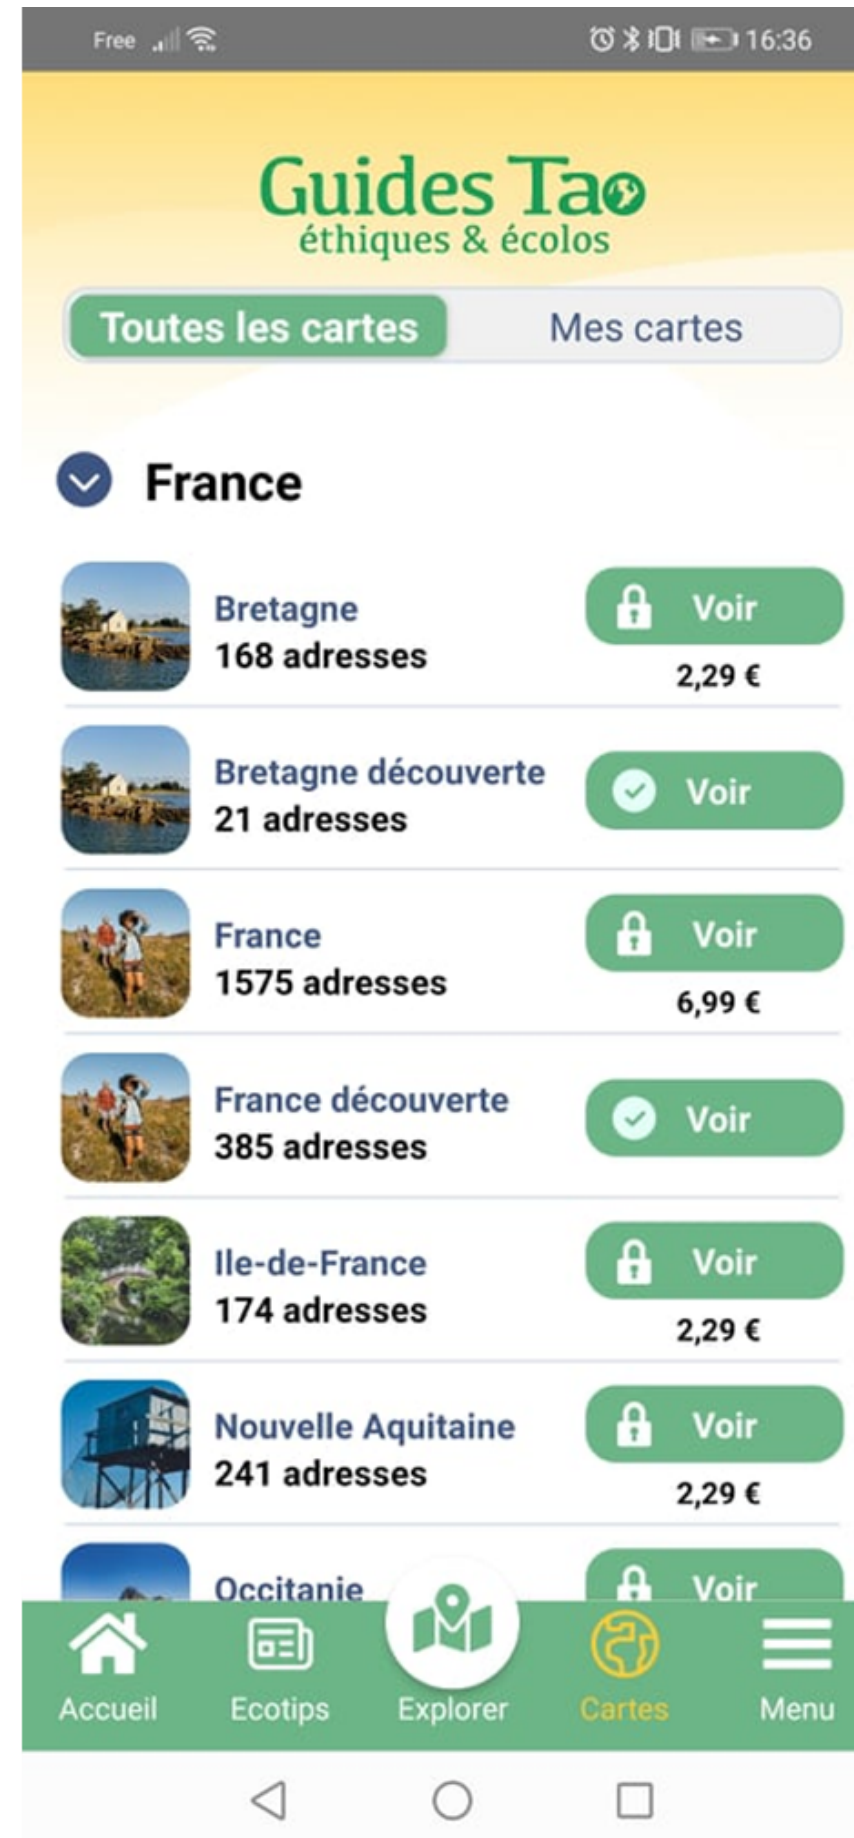 Free 16:36
Guides Tao
éthiques & écolos
Toutes les cartes Mes cartes
France
Bretagne
168 adresses
Voir
2,29 €
Bretagne découverte
21 adresses
Voir
France
1575 adresses
Voir
6,99 €
France découverte
385 adresses
Voir
Ile-de-France
174 adresses
Voir
2,29 €
Nouvelle Aquitaine
241 adresses
Voir
2,29 €
Occitanie
Voir
Accueil Ecotips Explorer Cartes Menu